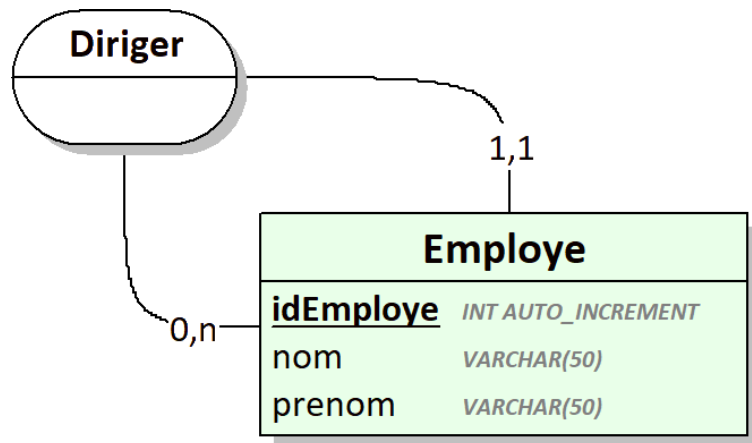 Diriger
1,1
Employe
idEmploye INT AUTO_INCREMENT
0,n
nom VARCHAR(50)
prenom VARCHAR(50)